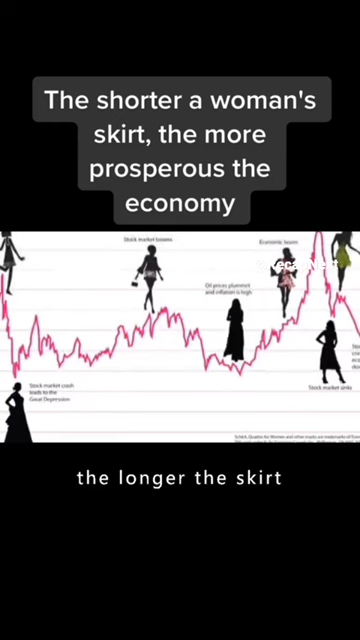 The shorter a woman's
skirt, the more
prosperous the
economy
Stock market booms
Economic boom
Oil prices plummet
and inflation is high
Stock market crash
leads to the
Great Depression
Stock market sinks
the longer the skirt